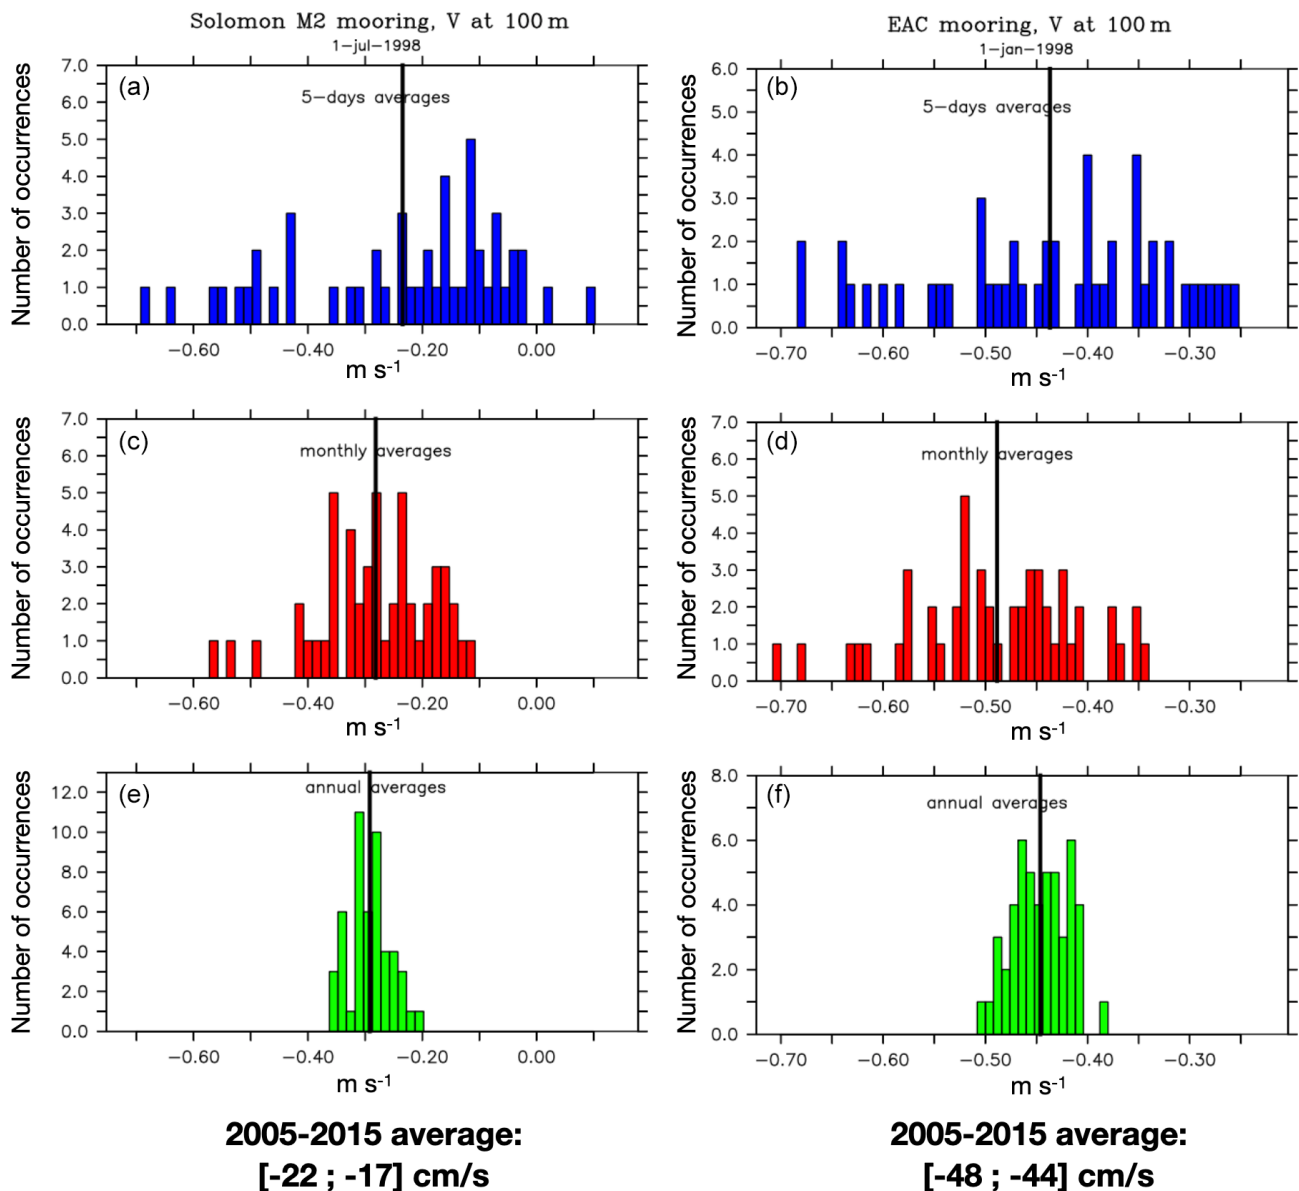 Solomon M2 mooring, V at 100 m
1-jul-1998
(a)
5-days averages
Number of occurrences
7.0
6.0
5.0
4.0
3.0
2.0
1.0
0.0
-0.60 -0.40 -0.20 0.00
m s-1
EAC mooring, V at 100 m
1-jan-1998
(b)
5-days averages
Number of occurrences
6.0
5.0
4.0
3.0
2.0
1.0
0.0
-0.70 -0.60 -0.50 -0.40 -0.30
m s-1
(c)
monthly averages
Number of occurrences
7.0
6.0
5.0
4.0
3.0
2.0
1.0
0.0
-0.60 -0.40 -0.20 0.00
m s-1
(d)
monthly averages
Number of occurrences
7.0
6.0
5.0
4.0
3.0
2.0
1.0
0.0
-0.70 -0.60 -0.50 -0.40 -0.30
m s-1
(e)
annual averages
Number of occurrences
12.0
10.0
8.0
6.0
4.0
2.0
0.0
-0.60 -0.40 -0.20 0.00
m s-1
(f)
annual averages
Number of occurrences
8.0
6.0
4.0
2.0
0.0
-0.70 -0.60 -0.50 -0.40 -0.30
m s-1
2005-2015 average:
[-22 ; -17] cm/s
2005-2015 average:
[-48 ; -44] cm/s